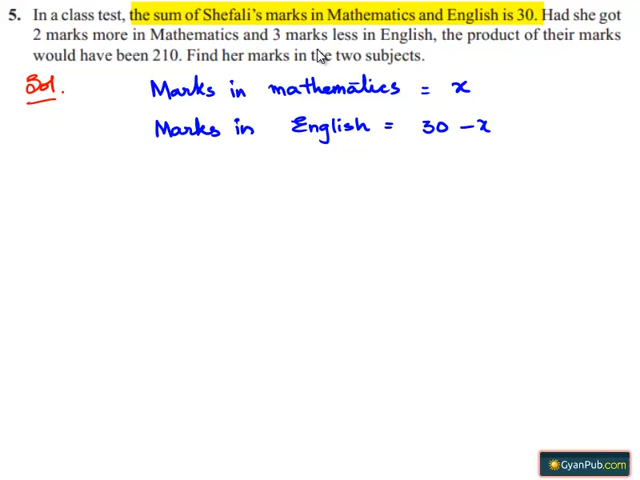 5. In a class test, the sum of Shefali's marks in Mathematics and English is 30. Had she got
2 marks more in Mathematics and 3 marks less in English, the product of their marks
would have been 210. Find her marks in the two subjects.
Sol.
Marks in mathematics = x
Marks in English = 30 - x
GyanPub.com